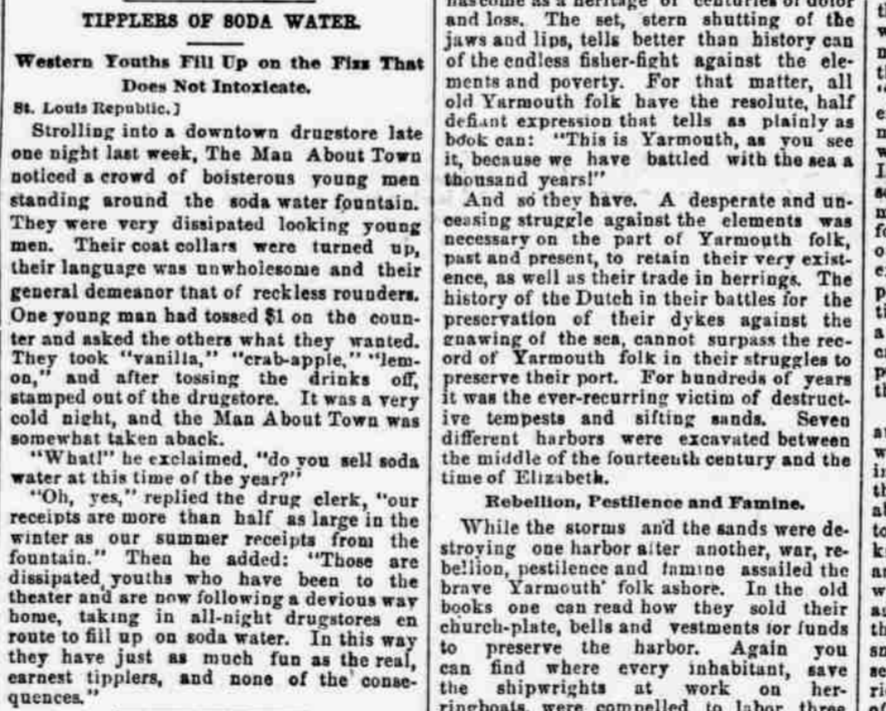 TIPPLERS OF SODA WATER.
Western Youths Fill Up on the Fizz That
Does Not Intoxicate.
St. Louis Republic.]
Strolling into a downtown drugstore late
one night last week, The Man About Town
noticed a crowd of boisterous young men
standing around the soda water fountain.
They were very dissipated looking young
men. Their coat collars were turned up,
their language was unwholesome and their
general demeanor that of reckless rounders.
One young man had tossed $1 on the coun-
ter and asked the others what they wanted.
They took "vanilla," "crab-apple," "lem-
on," and after tossing the drinks off,
stamped out of the drugstore. It was a very
cold night, and the Man About Town was
somewhat taken aback.
"What!" he exclaimed, "do you sell soda
water at this time of the year?"
"Oh, yes," replied the drug clerk, "our
receipts are more than half as large in the
winter as our summer receipts from the
fountain." Then he added: "Those are
dissipated youths who have been to the
theater and are now following a devious way
home, taking in all-night drugstores en
route to fill up on soda water. In this way
they have just as much fun as the real,
earnest tipplers, and none of the conse-
quences."
has come as a heritage of centuries of dolor
and loss. The set, stern shutting of the
jaws and lips, tells better than history can
of the endless fisher-fight against the ele-
ments and poverty. For that matter, all
old Yarmouth folk have the resolute, half
defiant expression that tells as plainly as
book can: "This is Yarmouth, as you see
it, because we have battled with the sea a
thousand years!"
And so they have. A desperate and un-
ceasing struggle against the elements was
necessary on the part of Yarmouth folk,
past and present, to retain their very exist-
ence, as well as their trade in herrings. The
history of the Dutch in their battles for the
preservation of their dykes against the
gnawing of the sea, cannot surpass the rec-
ord of Yarmouth folk in their struggles to
preserve their port. For hundreds of years
it was the ever-recurring victim of destruct-
ive tempests and sifting sands. Seven
different harbors were excavated between
the middle of the fourteenth century and the
time of Elizabeth.
Rebellion, Pestilence and Famine.
While the storms and the sands were de-
stroying one harbor after another, war, re-
bellion, pestilence and famine assailed the
brave Yarmouth' folk ashore. In the old
books one can read how they sold their
church-plate, bells and vestments for funds
to preserve the harbor. Again you
can find where every inhabitant, save
the shipwrights at work on her-
ringboats, were compelled to labor three